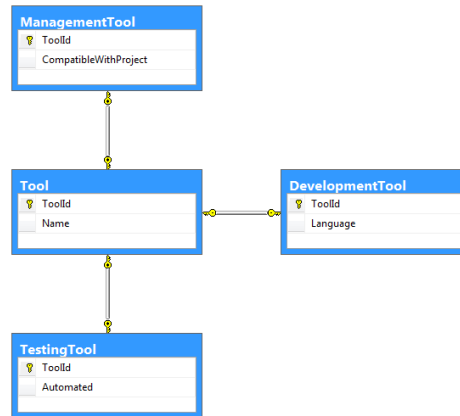 ManagementTool
ToolId
CompatibleWithProject
Tool
ToolId
Name
DevelopmentTool
ToolId
Language
TestingTool
ToolId
Automated